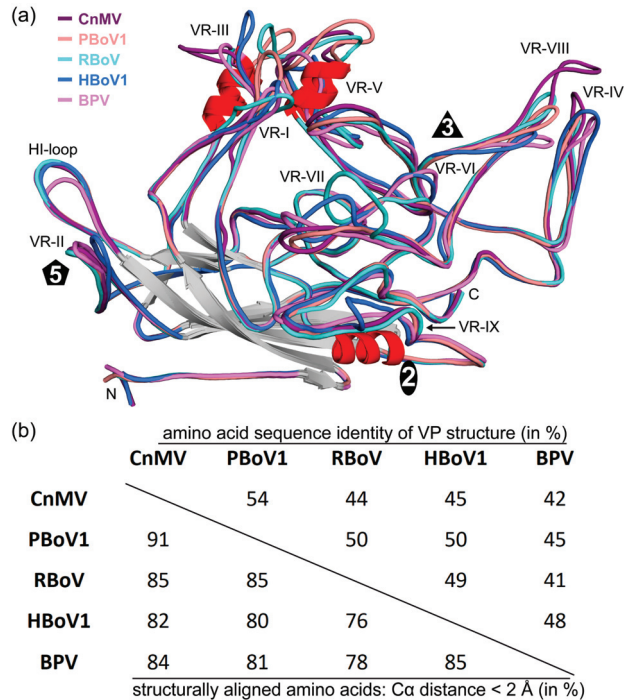 (a)
CnMV
PBoV1
RBoV
HBoV1
BPV
VR-III
VR-V
VR-I
VR-VIII
VR-IV
3
VR-VI
HI-loop
VR-VII
VR-II
5
C
VR-IX
2
N
(b)
amino acid sequence identity of VP structure (in %)
CnMV PBoV1 RBoV HBoV1 BPV
CnMV 54 44 45 42
PBoV1 91 50 50 45
RBoV 85 85 49 41
HBoV1 82 80 76 48
BPV 84 81 78 85
structurally aligned amino acids: Cα distance < 2 Å (in %)